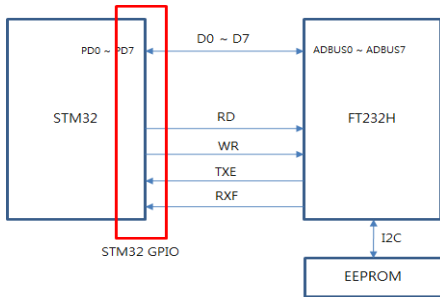 D0 ~ D7
PD0 ~ PD7
ADBUS0 ~ ADBUS7
STM32
RD
FT232H
WR
TXE
RXF
STM32 GPIO
I2C
EEPROM